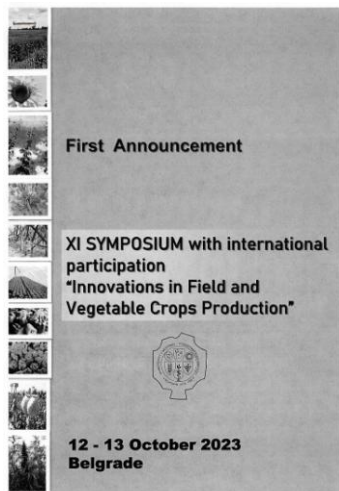 First Announcement
XI SYMPOSIUM with international
participation
"Innovations in Field and
Vegetable Crops Production"
12 - 13 October 2023
Belgrade